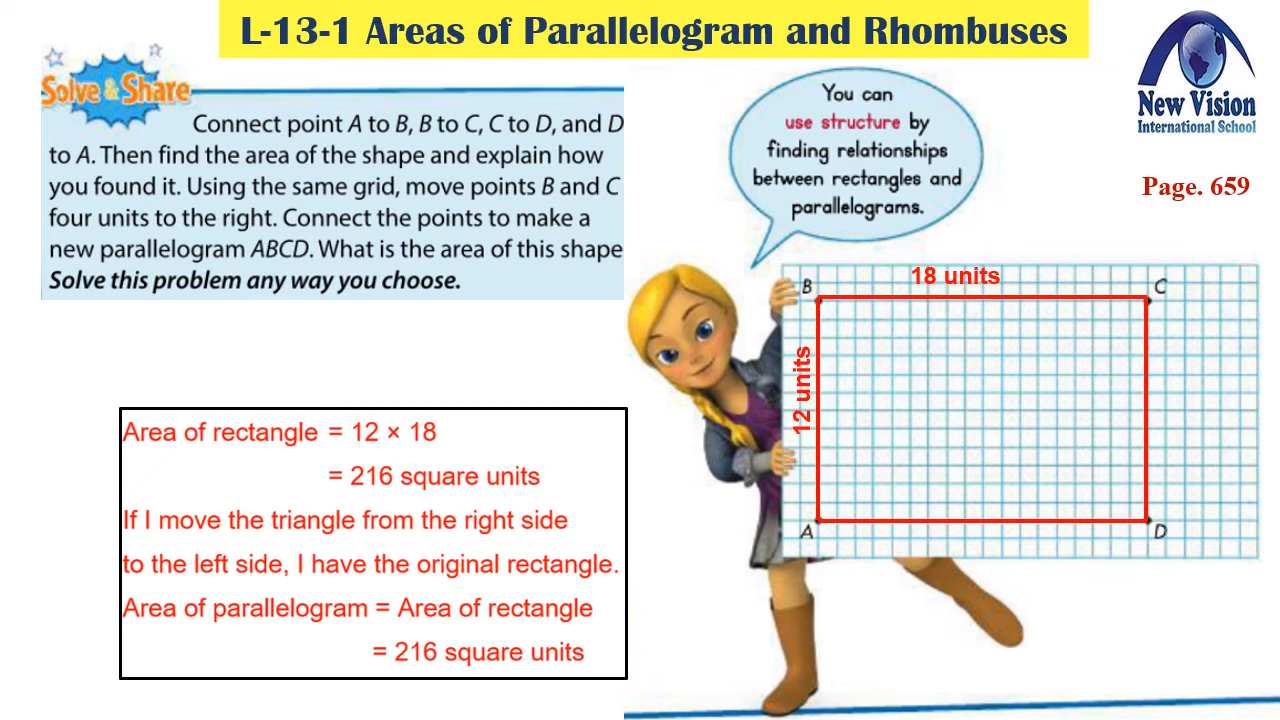 L-13-1 Areas of Parallelogram and Rhombuses
New Vision
International School
Page. 659
Solve & Share
Connect point A to B, B to C, C to D, and D
to A. Then find the area of the shape and explain how
you found it. Using the same grid, move points B and C
four units to the right. Connect the points to make a
new parallelogram ABCD. What is the area of this shape
Solve this problem any way you choose.
You can
use structure by
finding relationships
between rectangles and
parallelograms.
18 units
B
C
12 units
A
D
Area of rectangle = 12 × 18
= 216 square units
If I move the triangle from the right side
to the left side, I have the original rectangle.
Area of parallelogram = Area of rectangle
= 216 square units